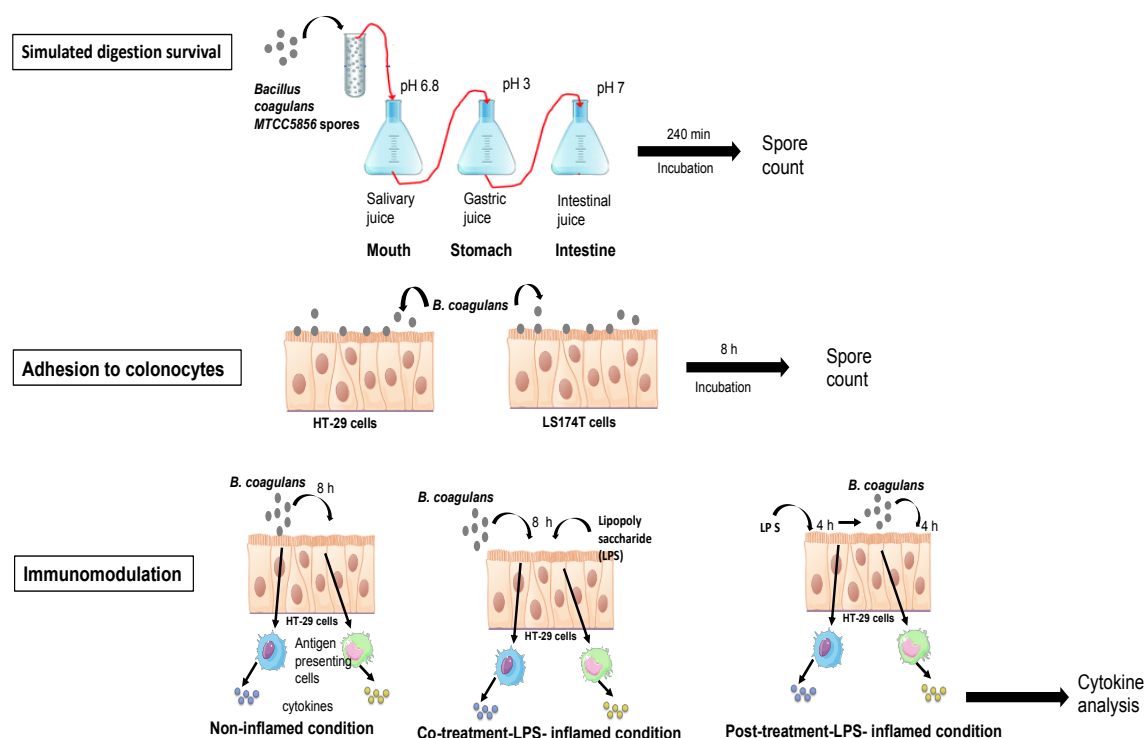 Simulated digestion survival
Bacillus
coagulans
MTCC5856 spores
pH 6.8
pH 3
pH 7
Salivary
juice
Mouth
Gastric
juice
Stomach
Intestinal
juice
Intestine
240 min
Incubation
Spore
count
Adhesion to colonocytes
B. coagulans
HT-29 cells
LS174T cells
8 h
Incubation
Spore
count
Immunomodulation
B. coagulans
8 h
HT-29 cells
Antigen
presenting
cells
cytokines
Non-inflamed condition
B. coagulans
8 h
Lipopoly
saccharide
(LPS)
HT-29 cells
Co-treatment-LPS- inflamed condition
B. coagulans
LP S
4 h
4 h
HT-29 cells
Post-treatment-LPS- inflamed condition
Cytokine
analysis